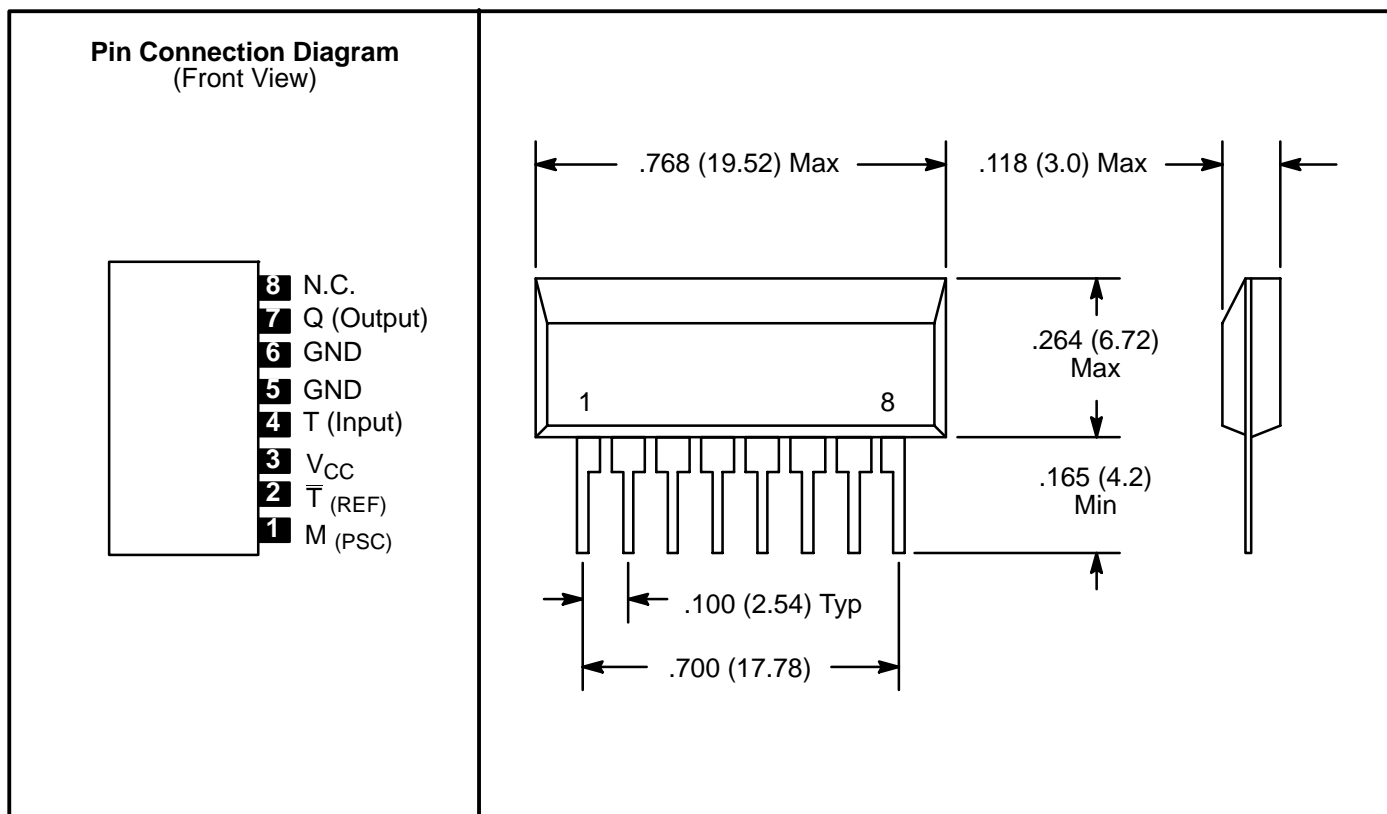 Pin Connection Diagram
(Front View)
8 N.C.
7 Q (Output)
6 GND
5 GND
4 T (Input)
3 VCC
2 T̿ (REF)
1 M (PSC)
.768 (19.52) Max
.118 (3.0) Max
.264 (6.72)
Max
1 8
.165 (4.2)
Min
.100 (2.54) Typ
.700 (17.78)